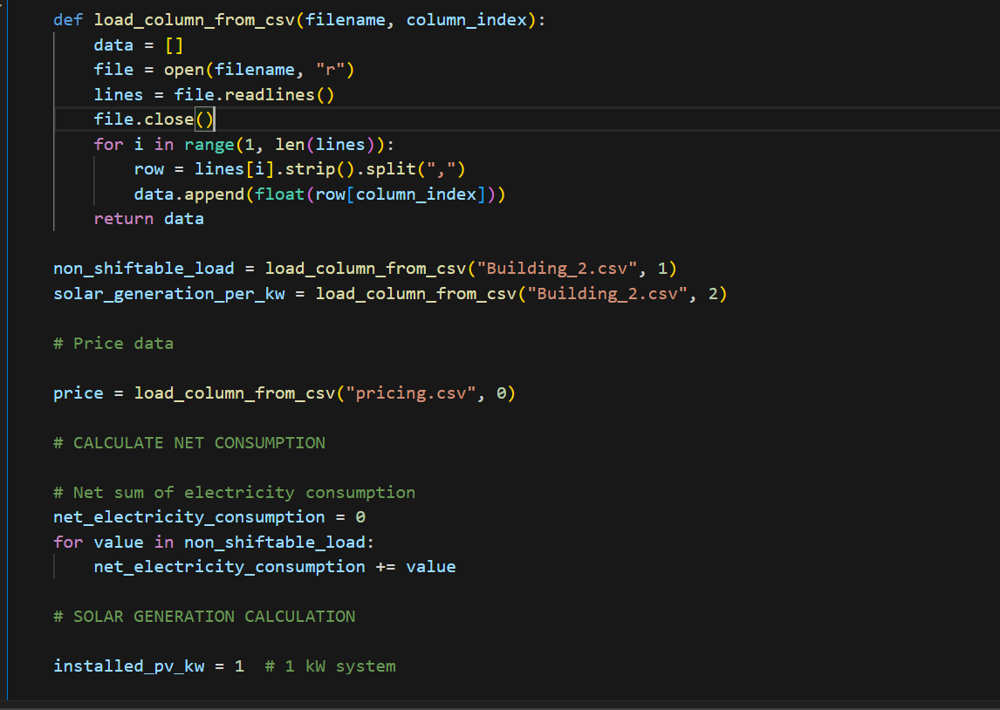 def load_column_from_csv(filename, column_index):
    data = []
    file = open(filename, "r")
    lines = file.readlines()
    file.close()
    for i in range(1, len(lines)):
        row = lines[i].strip().split(",")
        data.append(float(row[column_index]))
    return data

non_shiftable_load = load_column_from_csv("Building_2.csv", 1)
solar_generation_per_kw = load_column_from_csv("Building_2.csv", 2)

# Price data

price = load_column_from_csv("pricing.csv", 0)

# CALCULATE NET CONSUMPTION

# Net sum of electricity consumption
net_electricity_consumption = 0
for value in non_shiftable_load:
    net_electricity_consumption += value

# SOLAR GENERATION CALCULATION

installed_pv_kw = 1  # 1 kW system